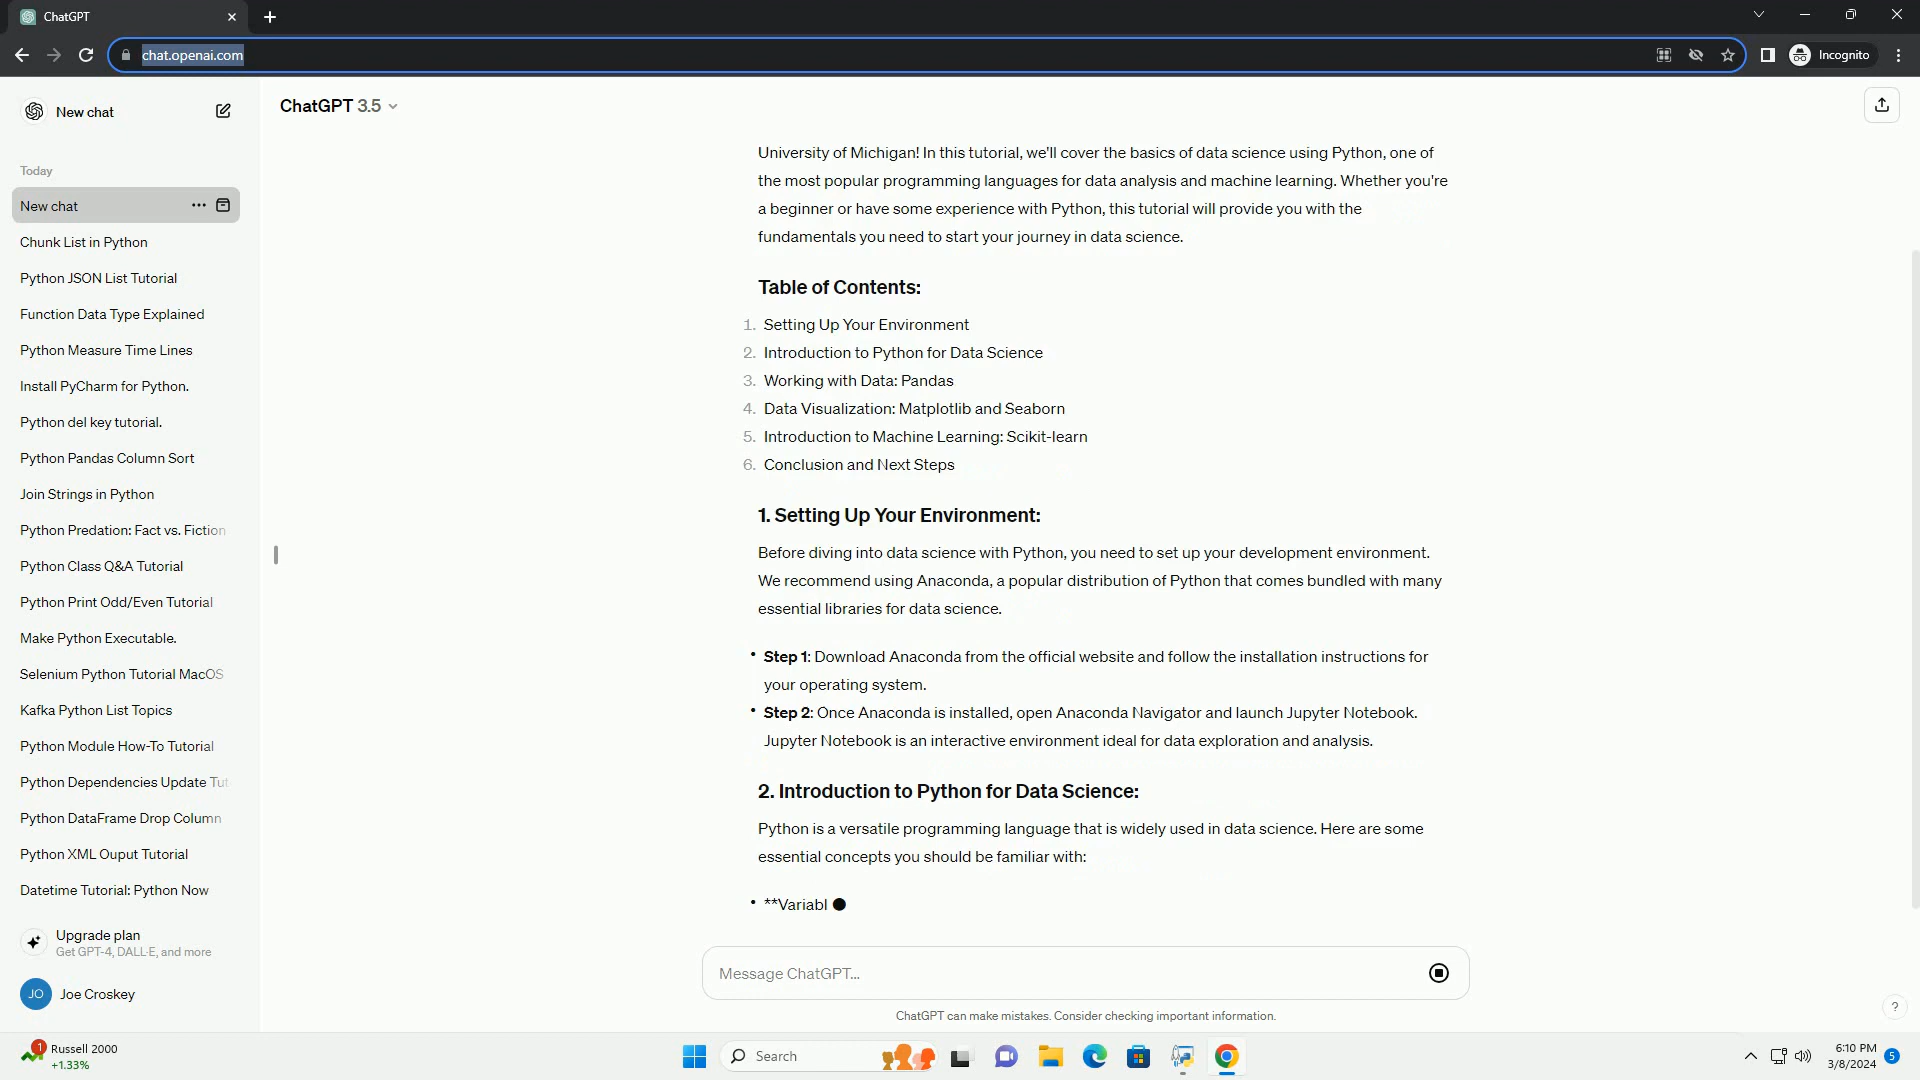 ChatGPT
chat.openai.com
Incognito
New chat
Today
New chat
Chunk List in Python
Python JSON List Tutorial
Function Data Type Explained
Python Measure Time Lines
Install PyCharm for Python.
Python del key tutorial.
Python Pandas Column Sort
Join Strings in Python
Python Predation: Fact vs. Fiction
Python Class Q&A Tutorial
Python Print Odd/Even Tutorial
Make Python Executable.
Selenium Python Tutorial MacOS
Kafka Python List Topics
Python Module How-To Tutorial
Python Dependencies Update Tut
Python DataFrame Drop Column
Python XML Ouput Tutorial
Datetime Tutorial: Python Now
Upgrade plan
Get GPT-4, DALL·E, and more
JO Joe Croskey
ChatGPT 3.5
University of Michigan! In this tutorial, we'll cover the basics of data science using Python, one of
the most popular programming languages for data analysis and machine learning. Whether you're
a beginner or have some experience with Python, this tutorial will provide you with the
fundamentals you need to start your journey in data science.
Table of Contents:
1. Setting Up Your Environment
2. Introduction to Python for Data Science
3. Working with Data: Pandas
4. Data Visualization: Matplotlib and Seaborn
5. Introduction to Machine Learning: Scikit-learn
6. Conclusion and Next Steps
1. Setting Up Your Environment:
Before diving into data science with Python, you need to set up your development environment.
We recommend using Anaconda, a popular distribution of Python that comes bundled with many
essential libraries for data science.
• Step 1: Download Anaconda from the official website and follow the installation instructions for
your operating system.
• Step 2: Once Anaconda is installed, open Anaconda Navigator and launch Jupyter Notebook.
Jupyter Notebook is an interactive environment ideal for data exploration and analysis.
2. Introduction to Python for Data Science:
Python is a versatile programming language that is widely used in data science. Here are some
essential concepts you should be familiar with:
• **Variabl
Message ChatGPT...
ChatGPT can make mistakes. Consider checking important information.
?
1
Russell 2000
+1.33%
Search
6:10 PM
3/8/2024
5